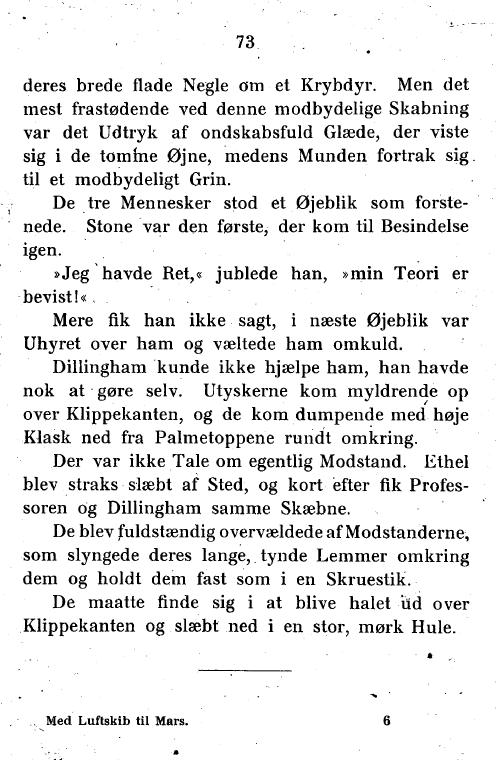 73
deres brede flade Negle om et Krybdyr. Men det
mest frastødende ved denne modbydelige Skabning
var det Udtryk af ondskabsfuld Glæde, der viste
sig i de tomme Øjne, medens Munden fortrak sig
til et modbydeligt Grin.
De tre Mennesker stod et Øjeblik som forste-
nede. Stone var den første, der kom til Besindelse
igen.
»Jeg havde Ret,« jublede han, »min Teori er
bevist!«
Mere fik han ikke sagt, i næste Øjeblik var
Uhyret over ham og væltede ham omkuld.
Dillingham kunde ikke hjælpe ham, han havde
nok at gøre selv. Utyskerne kom myldrende op
over Klippekanten, og de kom dumpende med høje
Klask ned fra Palmetoppene rundt omkring.
Der var ikke Tale om egentlig Modstand. Ethel
blev straks slæbt af Sted, og kort efter fik Profes-
soren og Dillingham samme Skæbne.
De blev fuldstændig overvældede af Modstanderne,
som slyngede deres lange, tynde Lemmer omkring
dem og holdt dem fast som i en Skruestik.
De maatte finde sig i at blive halet ud over
Klippekanten og slæbt ned i en stor, mørk Hule.
Med Luftskib til Mars. 6